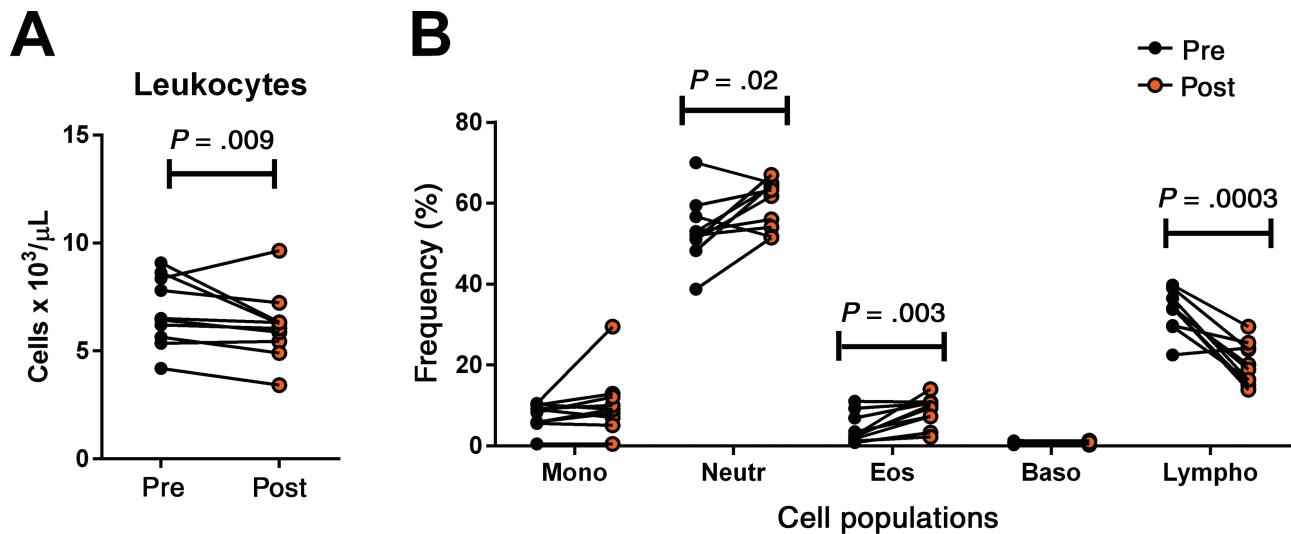 A
Leukocytes
P = .009
Cells x 10³/μL
15
10
5
0
Pre
Post
B
Pre
Post
P = .02
P = .003
P = .0003
Frequency (%)
80
60
40
20
0
Mono
Neutr
Eos
Baso
Lympho
Cell populations